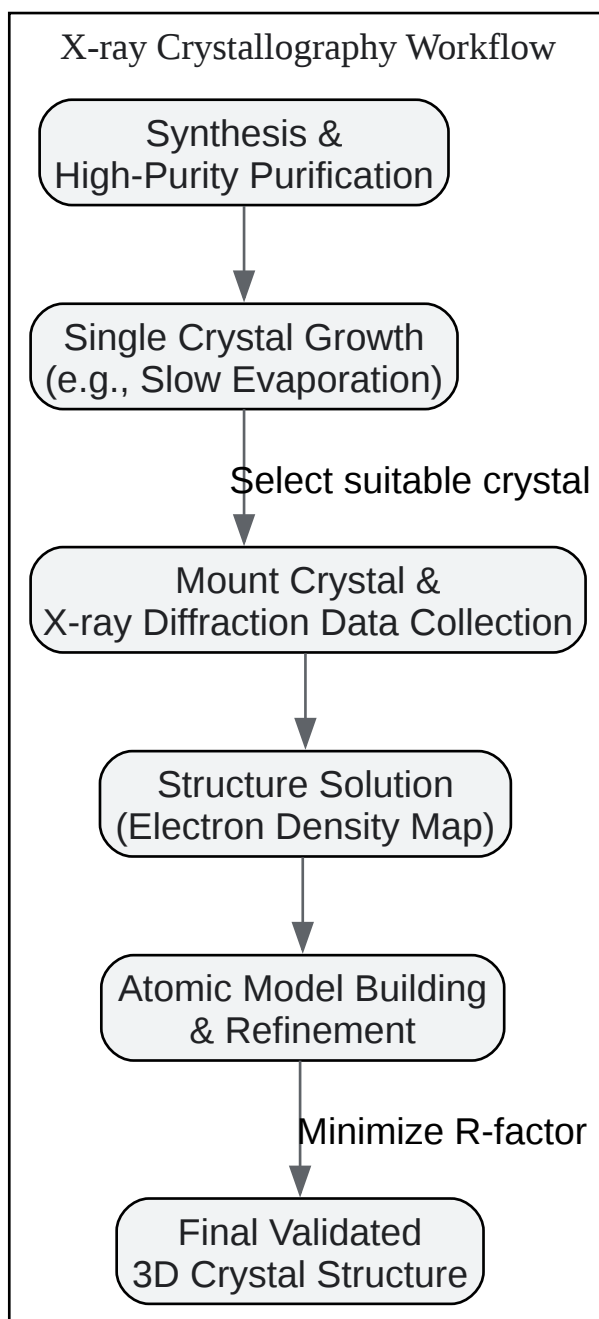 X-ray Crystallography Workflow
Synthesis &
High-Purity Purification
Single Crystal Growth
(e.g., Slow Evaporation)
Select suitable crystal
Mount Crystal &
X-ray Diffraction Data Collection
Structure Solution
(Electron Density Map)
Atomic Model Building
& Refinement
Minimize R-factor
Final Validated
3D Crystal Structure